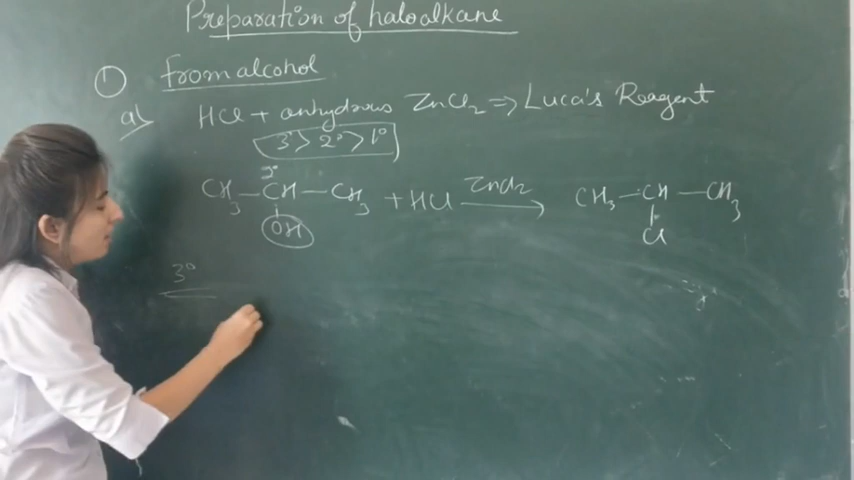 Preparation of haloalkane
① From alcohol
a) HCl + anhydrous ZnCl₂ ⇒ Luca's Reagent
3° > 2° > 1°
2°
CH₃ — CH — CH₃ + HCl ZnCl₂ → CH₃ — CH — CH₃
OH Cl
3°